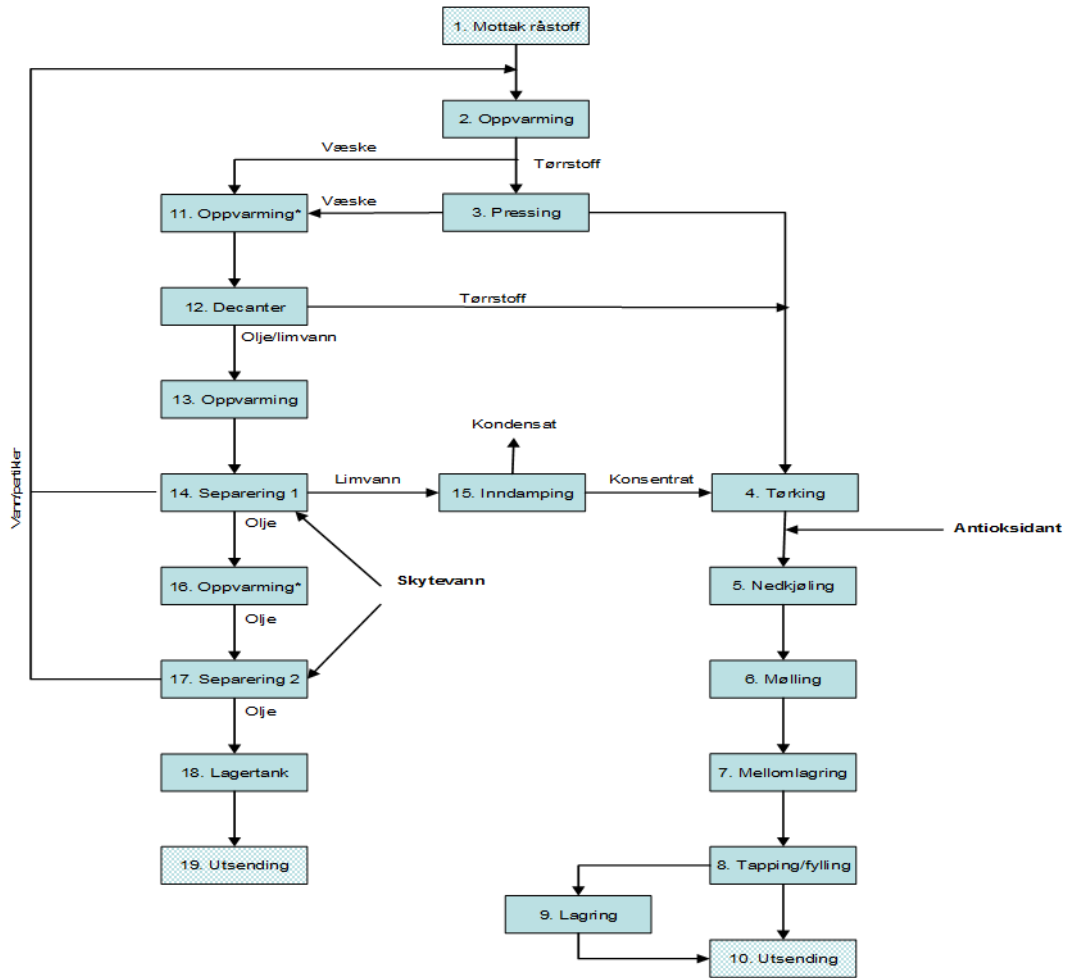 1. Mottak råstoff
2. Oppvarming
Væske
Tørrstoff
11. Oppvarming*
Væske
3. Pressing
12. Decanter
Tørrstoff
Olje/limvann
13. Oppvarming
Kondensat
Vann/partikler
14. Separering 1
Limvann
15. Inndamping
Konsentrat
4. Tørking
Olje
Antioksidant
16. Oppvarming*
Skytevann
5. Nedkjøling
Olje
17. Separering 2
6. Mølling
Olje
18. Lagertank
7. Mellomlagring
19. Utsending
8. Tapping/fylling
9. Lagring
10. Utsending